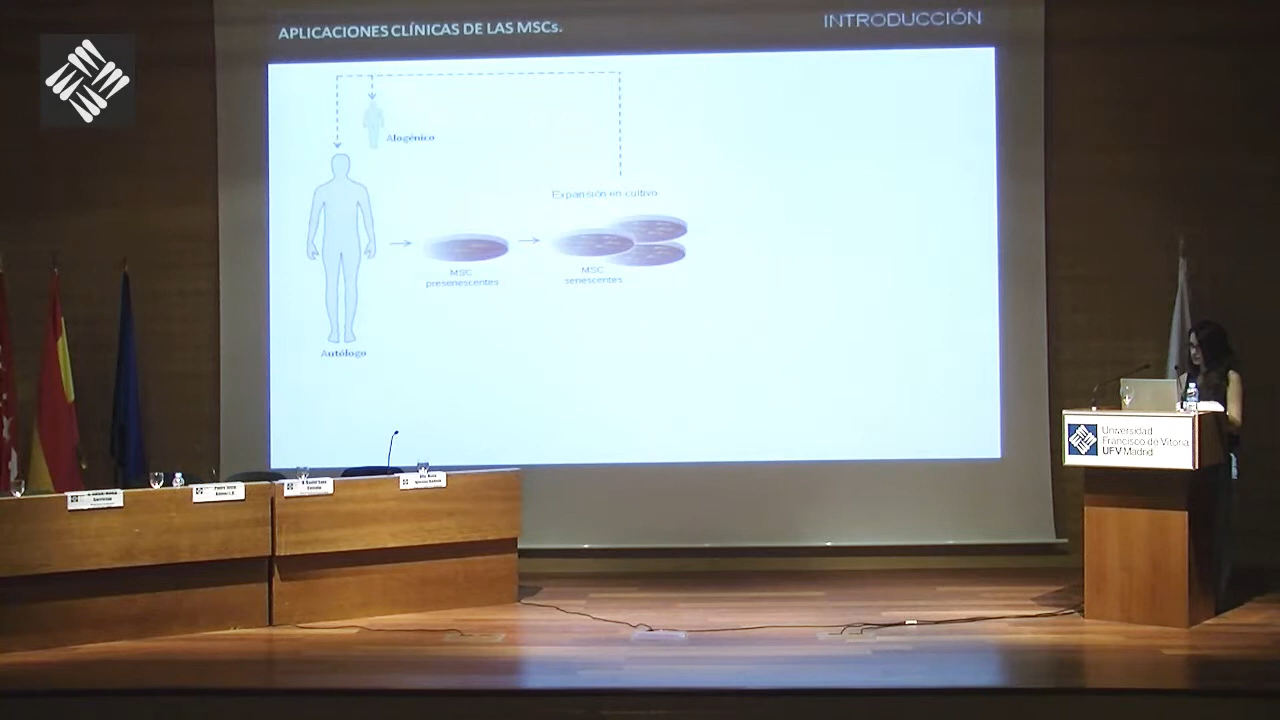 APLICACIONES CLÍNICAS DE LAS MSCs.
INTRODUCCIÓN
Alogénico
Expansión en cultivo
MSC
presenescentes
MSC
senescentes
Autólogo
Universidad
Francisco de Vitoria
UFV Madrid